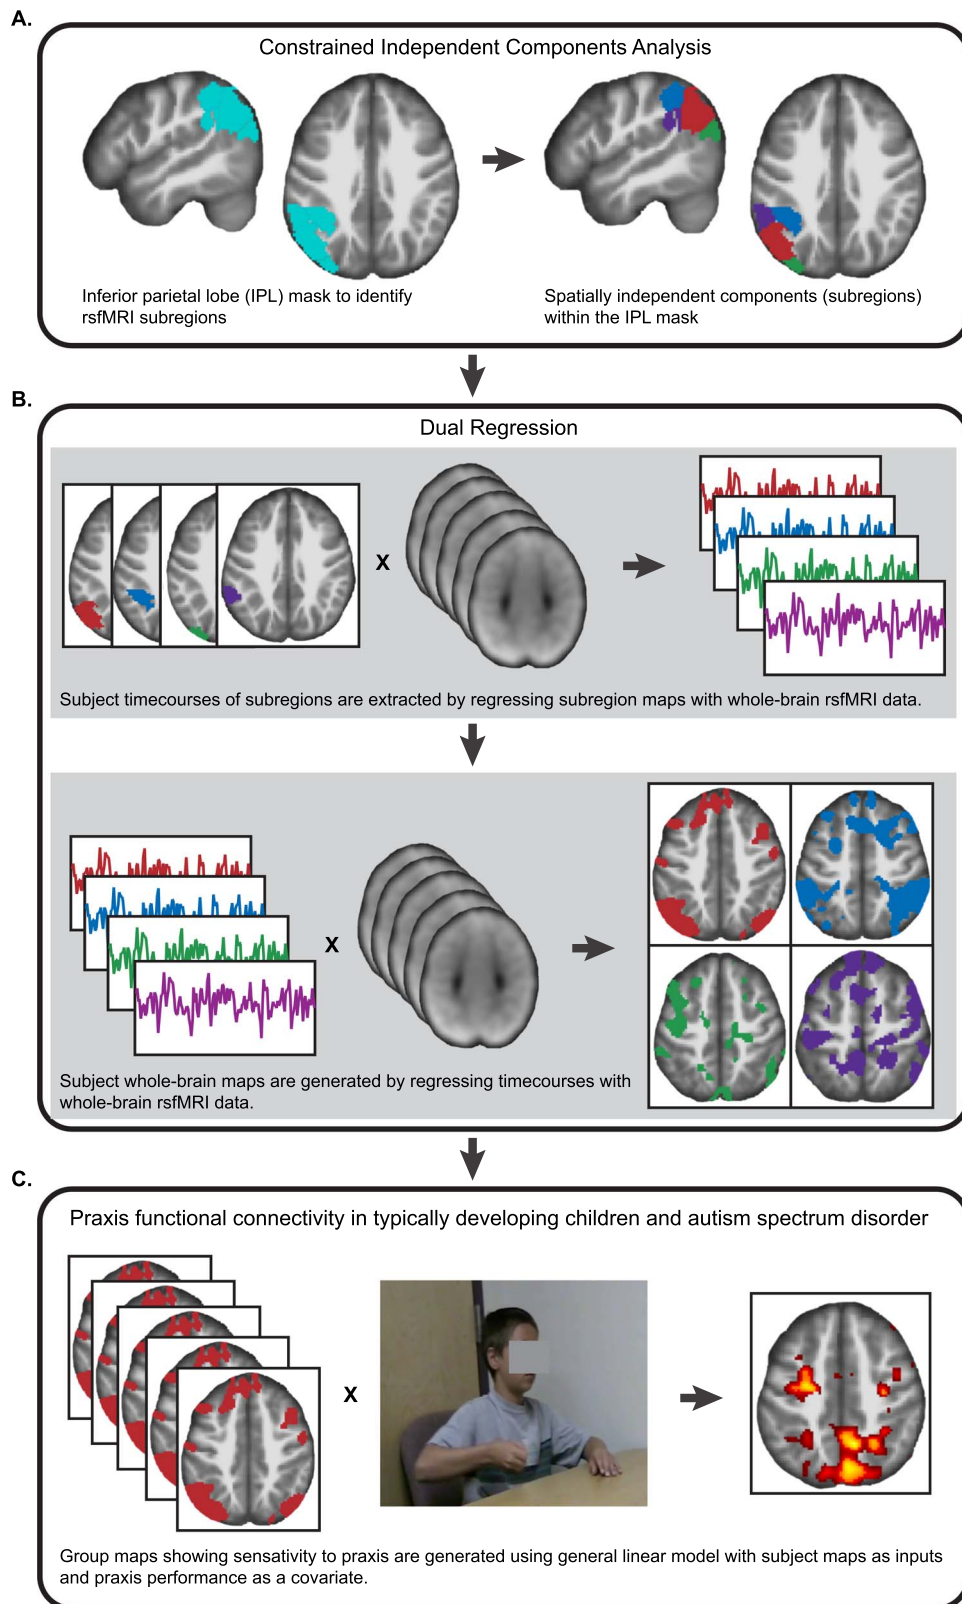 A.
Constrained Independent Components Analysis
Inferior parietal lobe (IPL) mask to identify
rsfMRI subregions
Spatially independent components (subregions)
within the IPL mask
B.
Dual Regression
X
Subject timecourses of subregions are extracted by regressing subregion maps with whole-brain rsfMRI data.
X
Subject whole-brain maps are generated by regressing timecourses with
whole-brain rsfMRI data.
C.
Praxis functional connectivity in typically developing children and autism spectrum disorder
X
Group maps showing sensativity to praxis are generated using general linear model with subject maps as inputs
and praxis performance as a covariate.